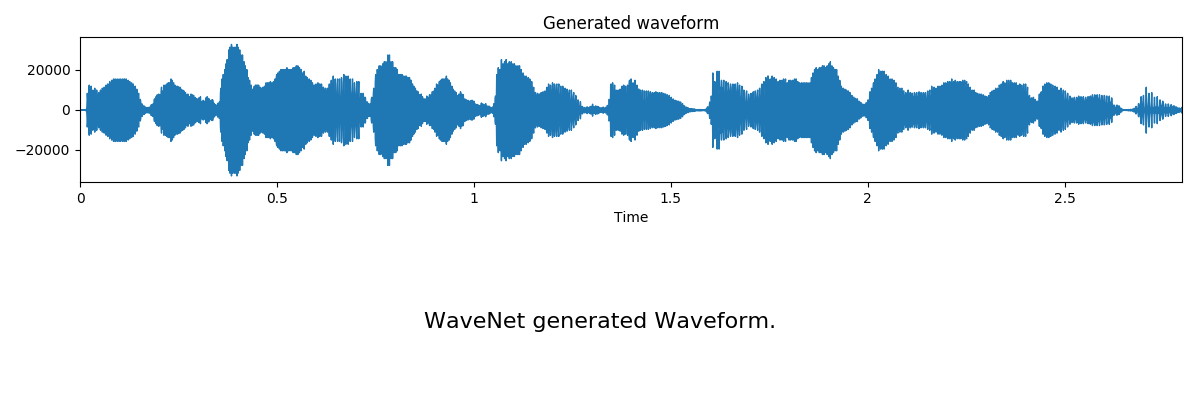 Generated waveform
20000
0
−20000
0 0.5 1 1.5 2 2.5
Time
WaveNet generated Waveform.